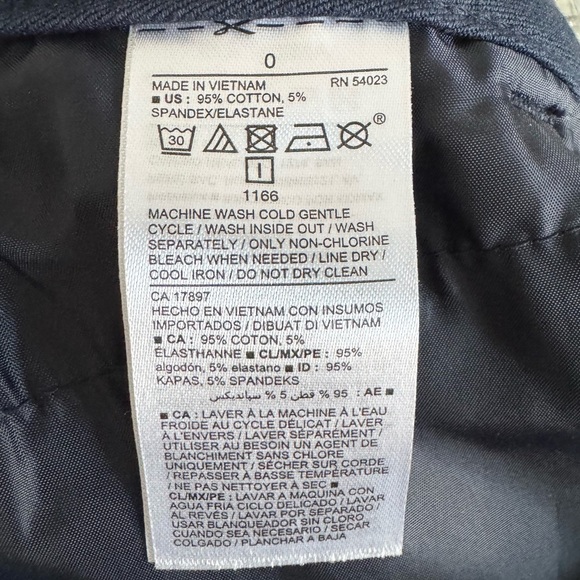 0
MADE IN VIETNAM RN 54023
■ US : 95% COTTON, 5%
SPANDEX/ELASTANE
30
®
1166
MACHINE WASH COLD GENTLE
CYCLE / WASH INSIDE OUT / WASH
SEPARATELY / ONLY NON-CHLORINE
BLEACH WHEN NEEDED / LINE DRY /
COOL IRON / DO NOT DRY CLEAN
CA 17897
HECHO EN VIETNAM CON INSUMOS
IMPORTADOS / DIBUAT DI VIETNAM
■ CA : 95% COTON, 5%
ÉLASTHANNE ■ CL/MX/PE : 95%
algodón, 5% elastano ■ ID : 95%
KAPAS, 5% SPANDEKS
■ AE : 95 % قطن 5 % سباندیکس
■ CA : LAVER À LA MACHINE À L'EAU
FROIDE AU CYCLE DÉLICAT / LAVER
À L'ENVERS / LAVER SÉPARÉMENT /
UTILISER AU BESOIN UN AGENT DE
BLANCHIMENT SANS CHLORE
UNIQUEMENT / SÉCHER SUR CORDE
/ REPASSER À BASSE TEMPÉRATURE
/ NE PAS NETTOYER À SEC ■
CL/MX/PE : LAVAR A MAQUINA CON
AGUA FRIA CICLO DELICADO / LAVAR
AL REVÉS / LAVAR POR SEPARADO /
USAR BLANQUEADOR SIN CLORO
CUANDO SEA NECESARIO / SECAR
COLGADO / PLANCHAR A BAJA